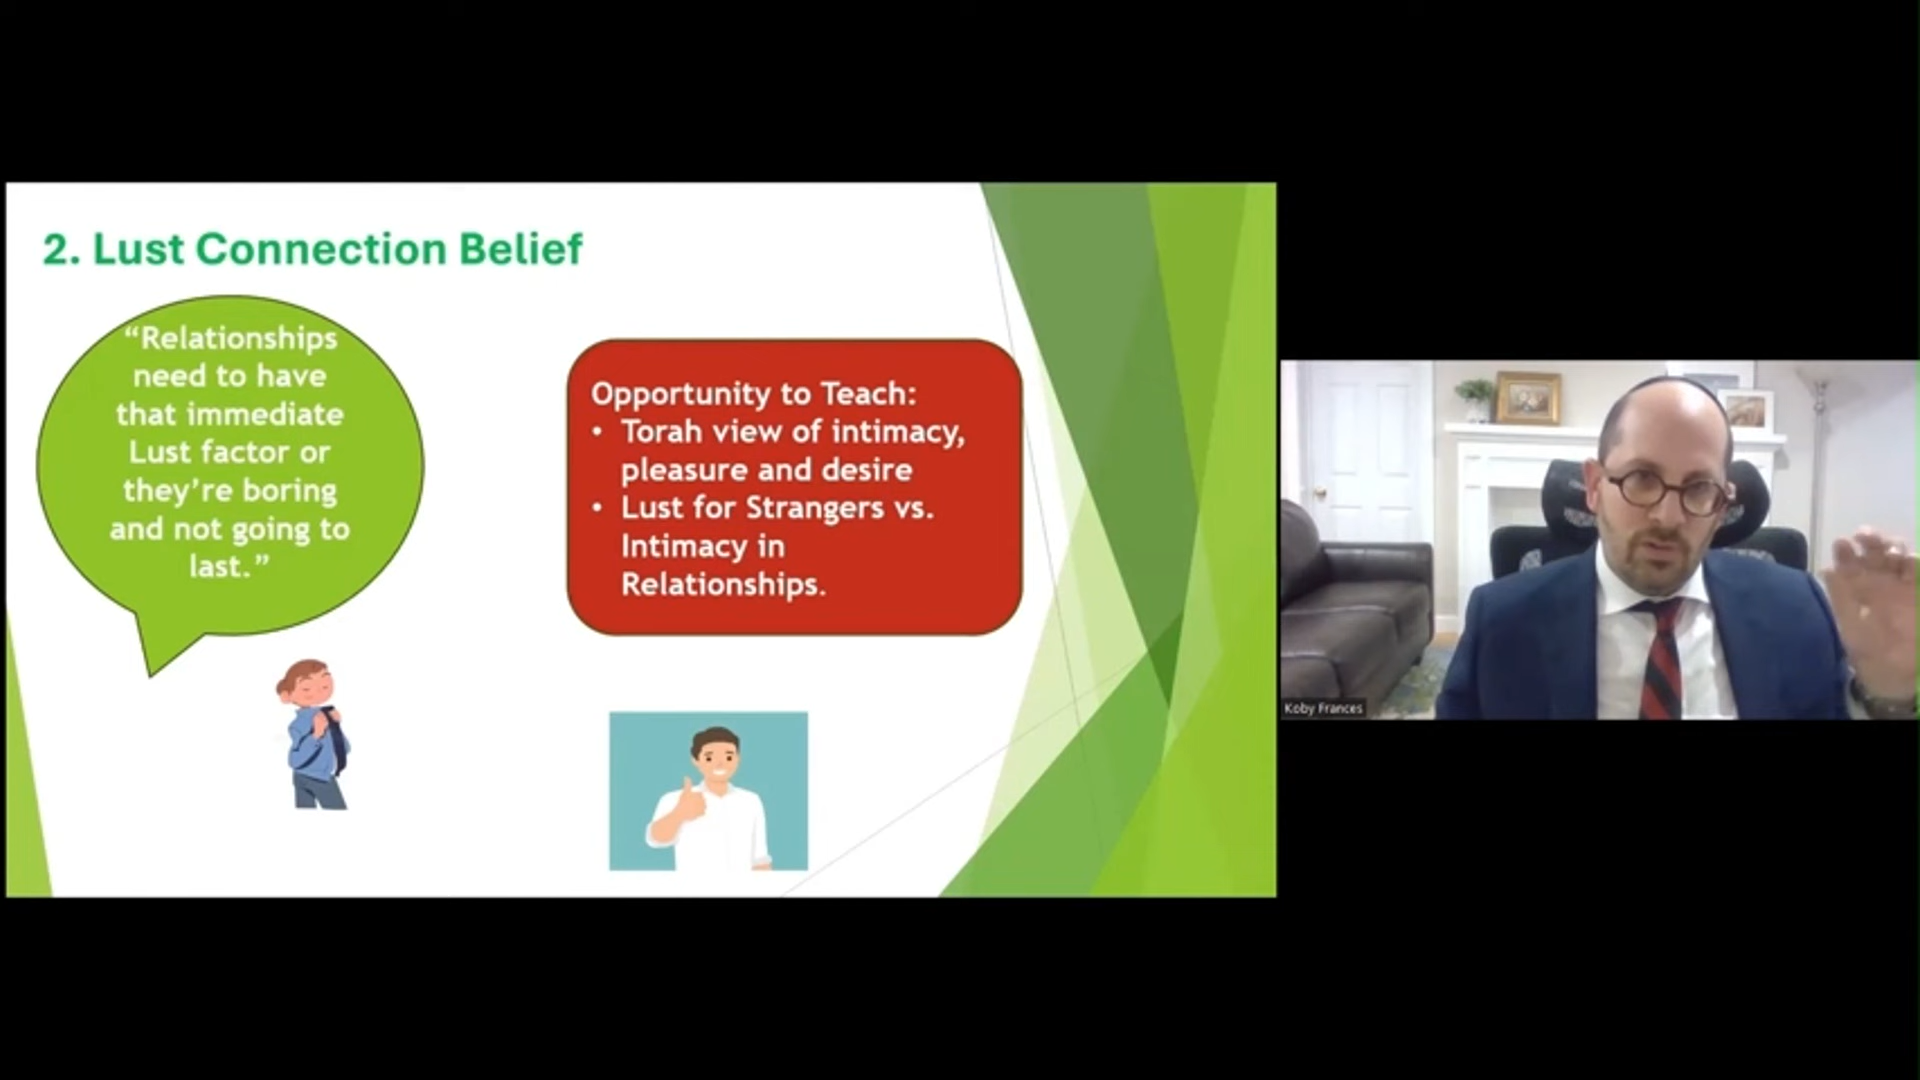 2. Lust Connection Belief
“Relationships
need to have
that immediate
Lust factor or
they’re boring
and not going to
last.”
Opportunity to Teach:
• Torah view of intimacy,
pleasure and desire
• Lust for Strangers vs.
Intimacy in
Relationships.
Koby Frances